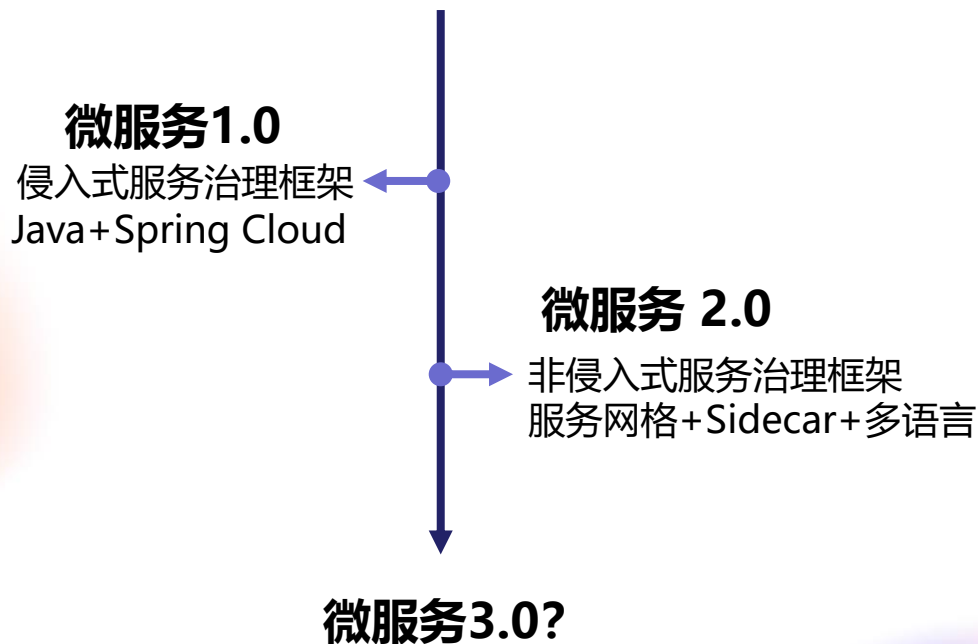 微服务1.0
侵入式服务治理框架
Java+Spring Cloud
微服务 2.0
非侵入式服务治理框架
服务网格+Sidecar+多语言
微服务3.0?